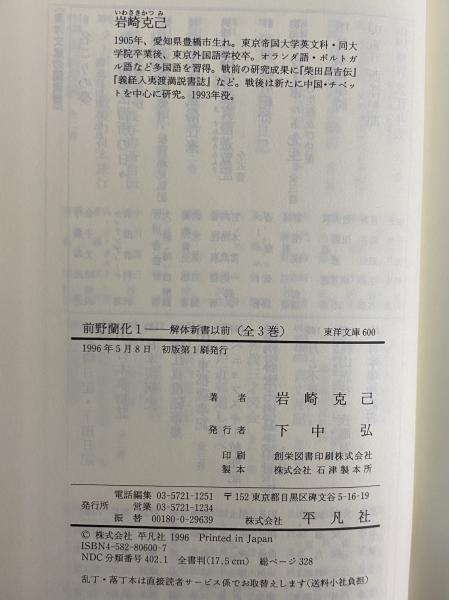 いわさきかつみ
岩崎克己
1905年、愛知県豊橋市生れ。東京帝国大学英文科・同大
学院卒業後、東京外国語学校卒。オランダ語・ポルトガ
ル語など多国語を習得。戦前の研究成果に『柴田昌吉伝』
『義経入夷渡満説書誌』など。戦後は新たに中国・チベッ
トを中心に研究。1993年没。
前野蘭化1──解体新書以前（全3巻） 東洋文庫600
1996年5月8日 初版第1刷発行
著者 岩崎克己
発行者 下中弘
印刷 創栄図書印刷株式会社
製本 株式会社 石津製本所
電話編集 03-5721-1251 〒152 東京都目黒区碑文谷5-16-19
発行所 営業 03-5721-1234
振替 00180-0-29639 株式会社 平凡社
© 株式会社 平凡社 1996 Printed in Japan
ISBN4-582-80600-7
NDC分類番号402.1 全書判(17.5cm) 総ページ328
乱丁・落丁本は直接読者サービス係でお取替えします(送料小社負担)